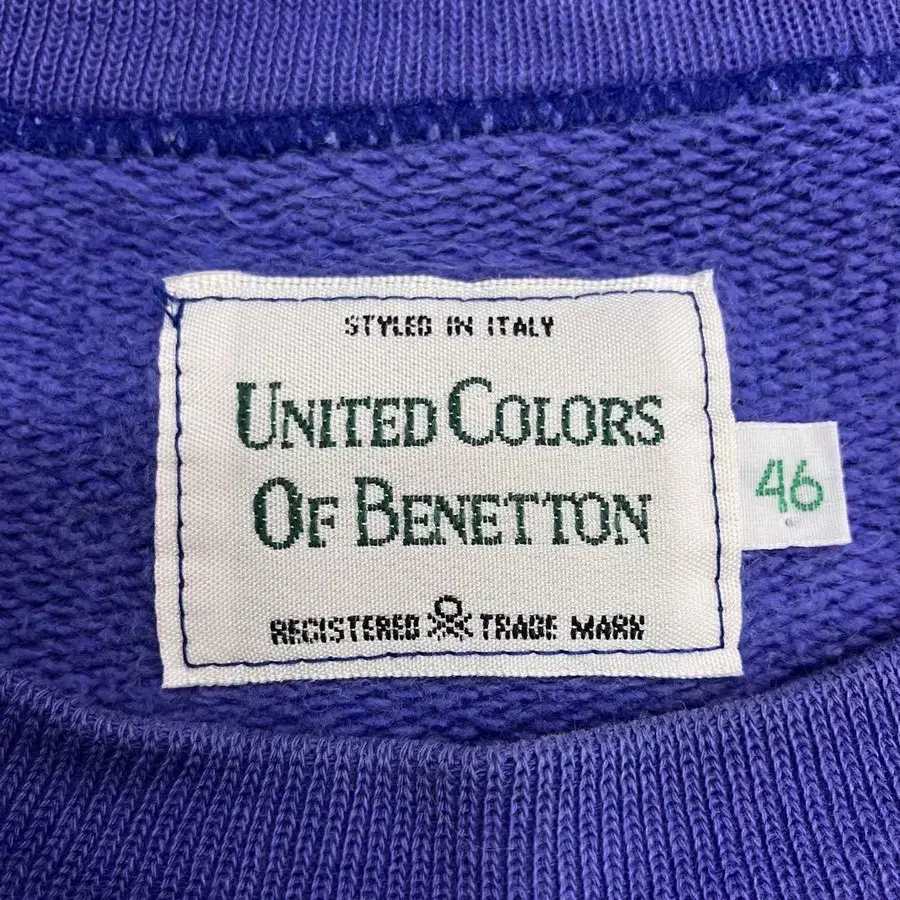 STYLED IN ITALY
UNITED COLORS
OF BENETTON
46
REGISTERED TRADE MARK